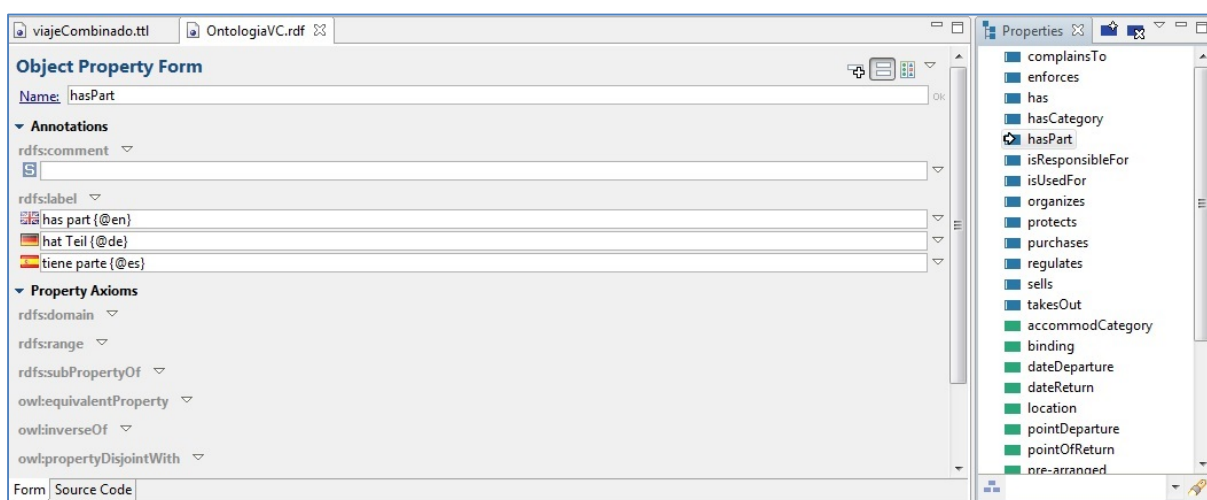 viajeCombinado.ttl
OntologiaVC.rdf
Object Property Form
Name: hasPart
Ok
Annotations
rdfs:comment
S
rdfs:label
has part {@en}
hat Teil {@de}
tiene parte {@es}
Property Axioms
rdfs:domain
rdfs:range
rdfs:subPropertyOf
owl:equivalentProperty
owl:inverseOf
owl:propertyDisjointWith
Form Source Code
Properties
complainsTo
enforces
has
hasCategory
hasPart
isResponsibleFor
isUsedFor
organizes
protects
purchases
regulates
sells
takesOut
accommodCategory
binding
dateDeparture
dateReturn
location
pointDeparture
pointOfReturn
pre-arranged